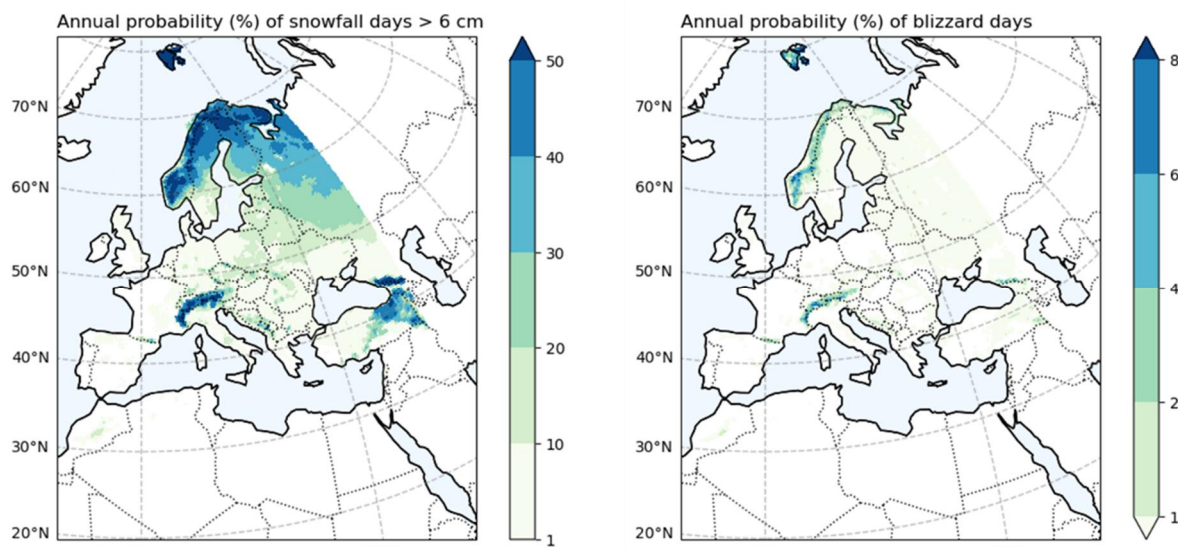 Annual probability (%) of snowfall days > 6 cm
70°N
60°N
50°N
40°N
30°N
20°N
50
40
30
20
10
1
Annual probability (%) of blizzard days
70°N
60°N
50°N
40°N
30°N
20°N
8
6
4
2
1